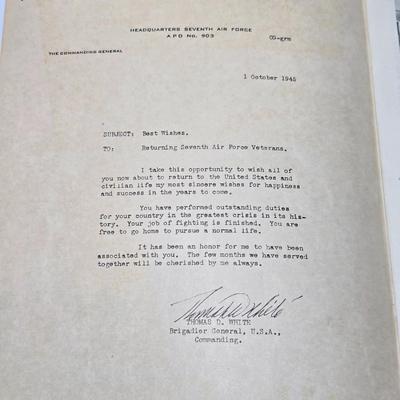 HEADQUARTERS SEVENTH AIR FORCE
A P O No. 903
CG-grm
THE COMMANDING GENERAL
1 October 1945
SUBJECT: Best Wishes.
TO: Returning Seventh Air Force Veterans.
I take this opportunity to wish all of
you now about to return to the United States and
civilian life my most sincere wishes for happiness
and success in the years to come.
You have performed outstanding duties
for your country in the greatest crisis in its his-
tory. Your job of fighting is finished. You are
free to go home to pursue a normal life.
It has been an honor for me to have been
associated with you. The few months we have served
together will be cherished by me always.
Thomas D White
THOMAS D. WHITE
Brigadier General, U.S.A.,
Commanding.